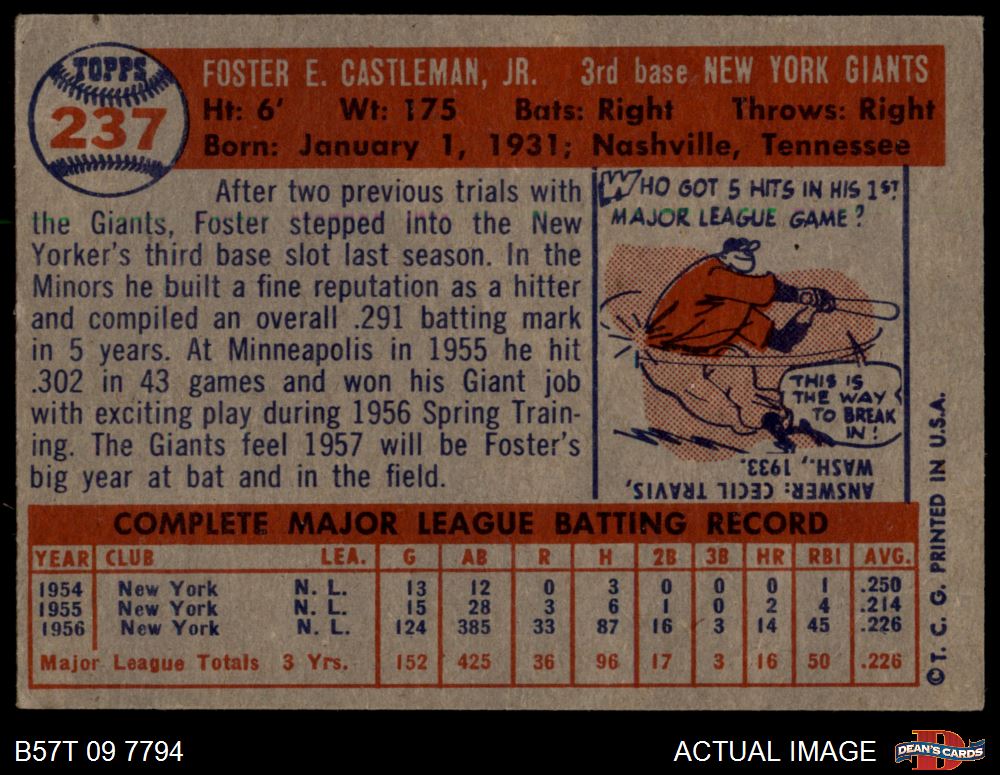 TOPPS
237
FOSTER E. CASTLEMAN, JR. 3rd base NEW YORK GIANTS
Ht: 6' Wt: 175 Bats: Right Throws: Right
Born: January 1, 1931; Nashville, Tennessee
After two previous trials with
the Giants, Foster stepped into the New
Yorker's third base slot last season. In the
Minors he built a fine reputation as a hitter
and compiled an overall .291 batting mark
in 5 years. At Minneapolis in 1955 he hit
.302 in 43 games and won his Giant job
with exciting play during 1956 Spring Train-
ing. The Giants feel 1957 will be Foster's
big year at bat and in the field.
WHO GOT 5 HITS IN HIS 1ST
MAJOR LEAGUE GAME?
THIS IS
THE WAY
TO BREAK
IN!
ANSWER: CECIL TRAVIS,
WASH., 1933.
COMPLETE MAJOR LEAGUE BATTING RECORD
YEAR CLUB LEA. G AB R H 2B 3B HR RBI AVG.
1954 New York N. L. 13 12 0 3 0 0 0 1 .250
1955 New York N. L. 15 28 3 6 1 0 2 4 .214
1956 New York N. L. 124 385 33 87 16 3 14 45 .226
Major League Totals 3 Yrs. 152 425 36 96 17 3 16 50 .226
©T. C. G. PRINTED IN U.S.A.
B57T 09 7794
ACTUAL IMAGE
D
DEAN'S CARDS